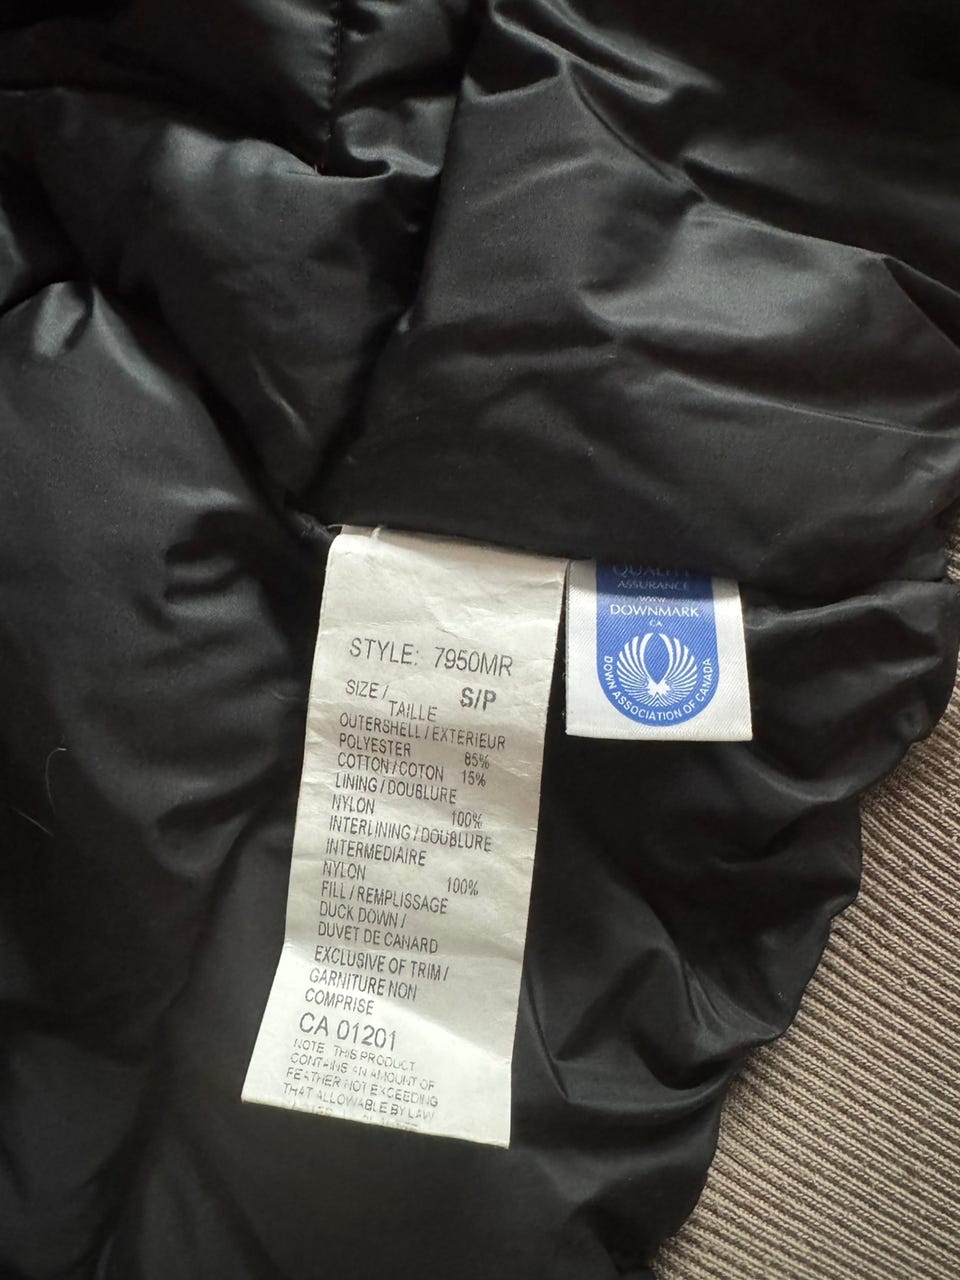 STYLE: 7950MR
SIZE / S/P
TAILLE
OUTERSHELL / EXTERIEUR
POLYESTER 85%
COTTON / COTON 15%
LINING / DOUBLURE
NYLON 100%
INTERLINING / DOUBLURE
INTERMEDIAIRE
NYLON 100%
FILL / REMPLISSAGE
DUCK DOWN /
DUVET DE CANARD
EXCLUSIVE OF TRIM /
GARNITURE NON
COMPRISE
CA 01201
NOTE: THIS PRODUCT
CONTAINS AN AMOUNT OF
FEATHER NOT EXCEEDING
THAT ALLOWABLE BY LAW
QUALITY
ASSURANCE
WWW
DOWNMARK
CA
DOWN ASSOCIATION OF CANADA